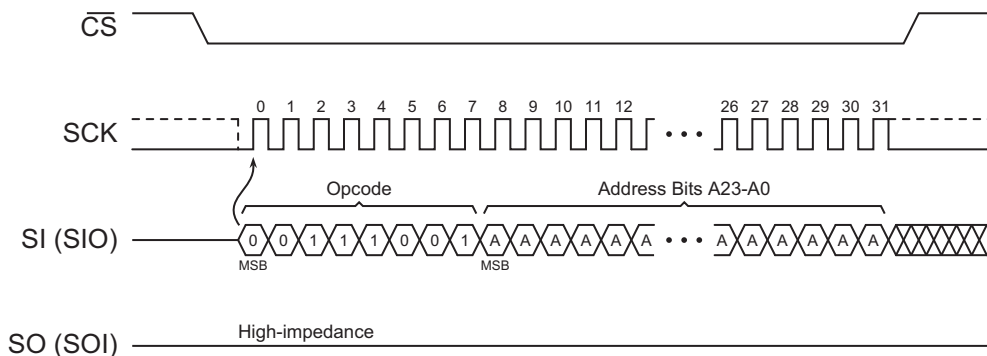 CS
0 1 2 3 4 5 6 7 8 9 10 11 12 26 27 28 29 30 31
SCK
Opcode Address Bits A23-A0
SI (SIO) 0 0 1 1 1 0 0 1 A A A A A A A A A A A A
MSB MSB
High-impedance
SO (SOI)